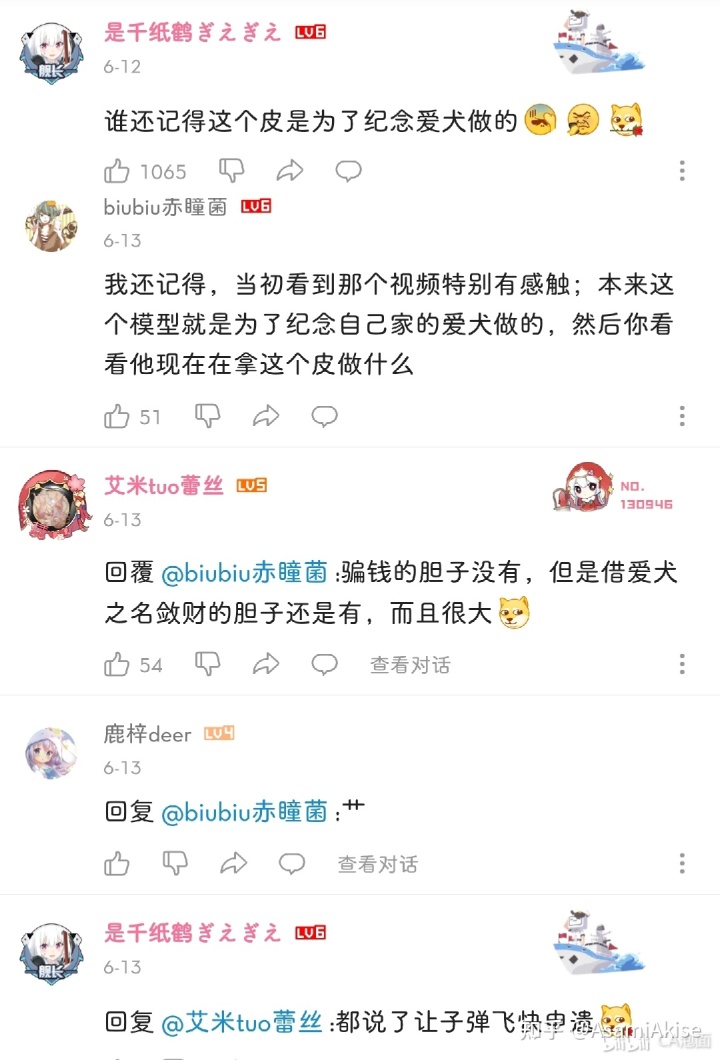 是千纸鹤ぎえぎえ LV6
6-12
谁还记得这个皮是为了纪念爱犬做的
1065
biubiu赤瞳菌 LV6
6-13
我还记得，当初看到那个视频特别有感触；本来这
个模型就是为了纪念自己家的爱犬做的，然后你看
看他现在在拿这个皮做什么
51
艾米tuo蕾丝 LV5
NO.
130946
6-13
回覆 @biubiu赤瞳菌 :骗钱的胆子没有，但是借爱犬
之名敛财的胆子还是有，而且很大
54 查看对话
鹿梓deer LV4
6-13
回复 @biubiu赤瞳菌 :艹
查看对话
是千纸鹤ぎえぎえ LV6
舰长
6-13
回复 @艾米tuo蕾丝 :都说了让子弹飞快申遗
知乎 @AsamiAkise